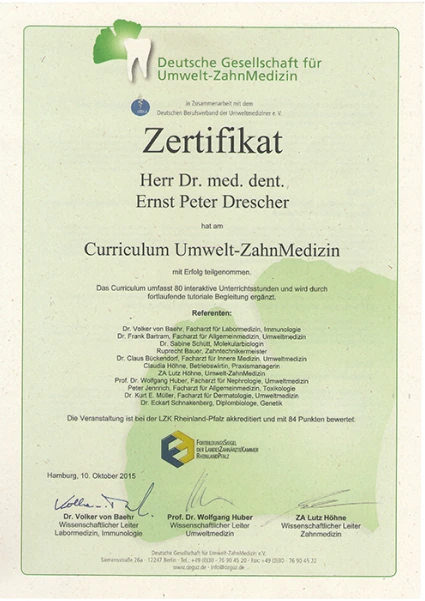 Deutsche Gesellschaft für
Umwelt-ZahnMedizin
In Zusammenarbeit mit dem
Deutschen Berufsverband der Umweltmediziner e. V.
Zertifikat
Herr Dr. med. dent.
Ernst Peter Drescher
hat am
Curriculum Umwelt-ZahnMedizin
mit Erfolg teilgenommen.
Das Curriculum umfasst 80 interaktive Unterrichtsstunden und wird durch
fortlaufende tutoriale Begleitung ergänzt.
Referenten:
Dr. Volker von Baehr, Facharzt für Labormedizin, Immunologie
Dr. Frank Bartram, Facharzt für Allgemeinmedizin, Umweltmedizin
Dr. Sabine Schütt, Molekularbiologin
Ruprecht Bauer, Zahntechnikermeister
Dr. Claus Bückendorf, Facharzt für Innere Medizin, Umweltmedizin
Claudia Höhne, Betriebswirtin, Praxismanagerin
ZA Lutz Höhne, Umwelt-ZahnMedizin
Prof. Dr. Wolfgang Huber, Facharzt für Nephrologie, Umweltmedizin
Peter Jennrich, Facharzt für Allgemeinmedizin, Toxikologie
Dr. Kurt E. Müller, Facharzt für Dermatologie, Umweltmedizin
Dr. Eckart Schnakenberg, Diplombiologe, Genetik
Die Veranstaltung ist bei der LZK Rheinland-Pfalz akkreditiert und mit 84 Punkten bewertet.
Fortbildungssiegel
der Landeszahnärztekammer
Rheinland-Pfalz
Hamburg, 10. Oktober 2015
Dr. Volker von Baehr
Wissenschaftlicher Leiter
Labormedizin, Immunologie
Prof. Dr. Wolfgang Huber
Wissenschaftlicher Leiter
Umweltmedizin
ZA Lutz Höhne
Wissenschaftlicher Leiter
Zahnmedizin
Deutsche Gesellschaft für Umwelt-ZahnMedizin e.V.